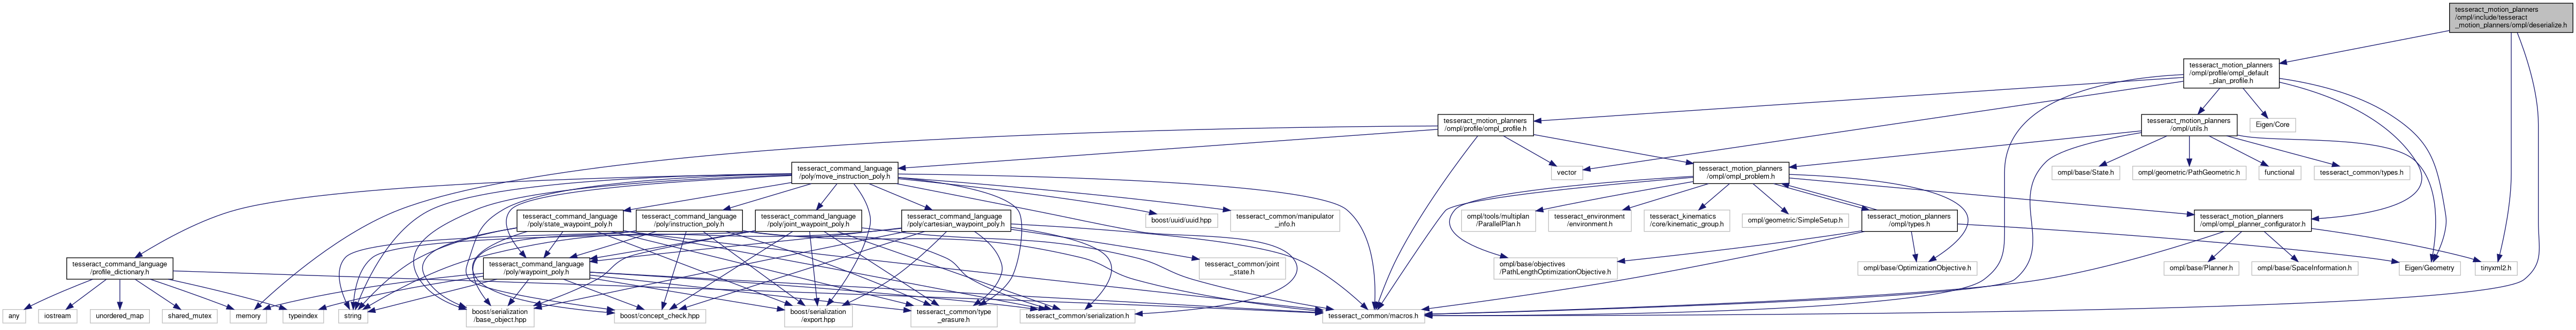 tesseract_motion_planners
/ompl/include/tesseract
_motion_planners/ompl/deserialize.h
tesseract_motion_planners
/ompl/profile/ompl_default
_plan_profile.h
tesseract_motion_planners
/ompl/profile/ompl_profile.h
tesseract_motion_planners
/ompl/utils.h
Eigen/Core
tesseract_command_language
/poly/move_instruction_poly.h
vector
tesseract_motion_planners
/ompl/ompl_problem.h
ompl/base/State.h
ompl/geometric/PathGeometric.h
functional
tesseract_common/types.h
tesseract_command_language
/poly/state_waypoint_poly.h
tesseract_command_language
/poly/instruction_poly.h
tesseract_command_language
/poly/joint_waypoint_poly.h
tesseract_command_language
/poly/cartesian_waypoint_poly.h
boost/uuid/uuid.hpp
tesseract_common/manipulator
_info.h
ompl/tools/multiplan
/ParallelPlan.h
tesseract_environment
/environment.h
tesseract_kinematics
/core/kinematic_group.h
ompl/geometric/SimpleSetup.h
tesseract_motion_planners
/ompl/types.h
tesseract_motion_planners
/ompl/ompl_planner_configurator.h
tesseract_command_language
/profile_dictionary.h
tesseract_command_language
/poly/waypoint_poly.h
tesseract_common/joint
_state.h
ompl/base/objectives
/PathLengthOptimizationObjective.h
ompl/base/OptimizationObjective.h
ompl/base/Planner.h
ompl/base/SpaceInformation.h
Eigen/Geometry
tinyxml2.h
any
iostream
unordered_map
shared_mutex
memory
typeindex
string
boost/serialization
/base_object.hpp
boost/concept_check.hpp
boost/serialization
/export.hpp
tesseract_common/type
_erasure.h
tesseract_common/serialization.h
tesseract_common/macros.h